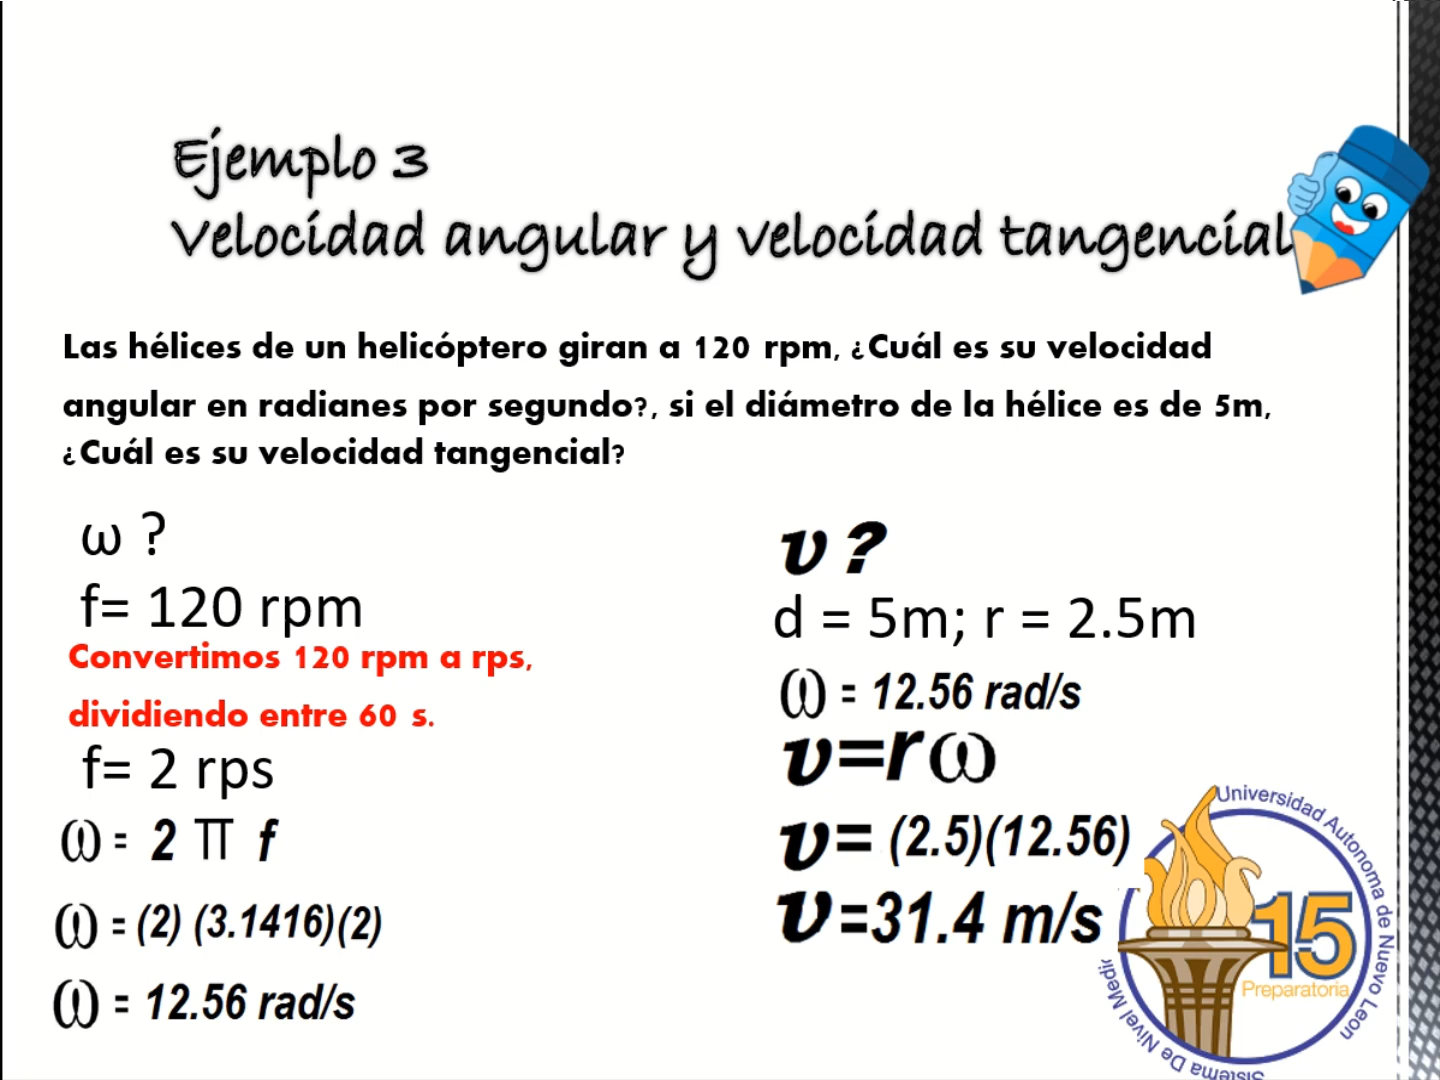 Ejemplo 3
Velocidad angular y velocidad tangencial
Las hélices de un helicóptero giran a 120 rpm, ¿Cuál es su velocidad
angular en radianes por segundo?, si el diámetro de la hélice es de 5m,
¿Cuál es su velocidad tangencial?
ω ?
f= 120 rpm
Convertimos 120 rpm a rps,
dividiendo entre 60 s.
f= 2 rps
ω = 2 π f
ω = (2) (3.1416)(2)
ω = 12.56 rad/s
v ?
d = 5m; r = 2.5m
ω = 12.56 rad/s
v=rω
v= (2.5)(12.56)
v=31.4 m/s
Universidad Autonoma de Nuevo Leon
15
Preparatoria
Sistema De Nivel Medi